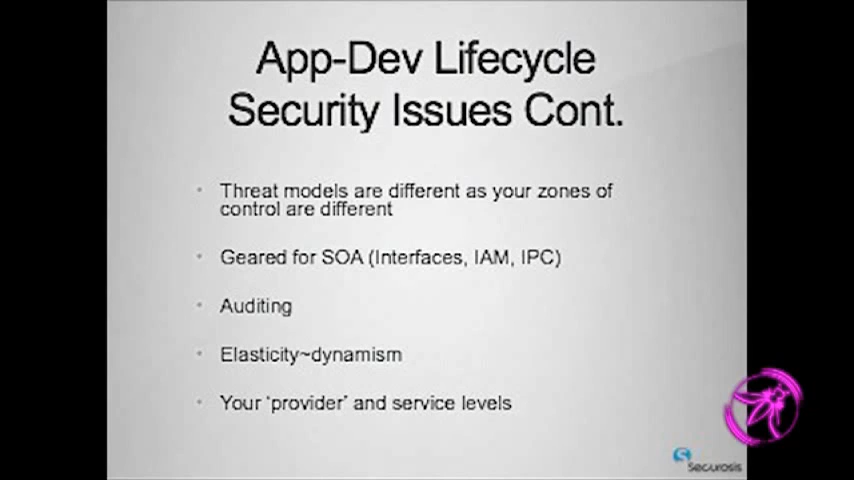 App-Dev Lifecycle
Security Issues Cont.
Threat models are different as your zones of
control are different
Geared for SOA (Interfaces, IAM, IPC)
Auditing
Elasticity~dynamism
Your ‘provider’ and service levels
Securosis